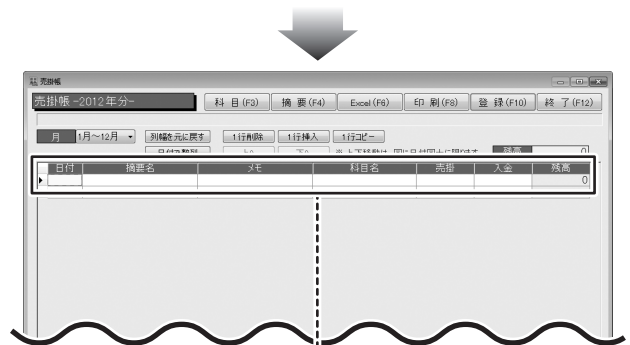 売掛帳
売掛帳 -2012年分-
科 目 (F3) 摘 要 (F4) Excel (F6) 印 刷 (F8) 登 録 (F10) 終 了 (F12)
月 1月～12月 列幅を元に戻す 1行削除 1行挿入 1行コピー
残高 0
日付 摘要名 メモ 科目名 売掛 入金 残高
0